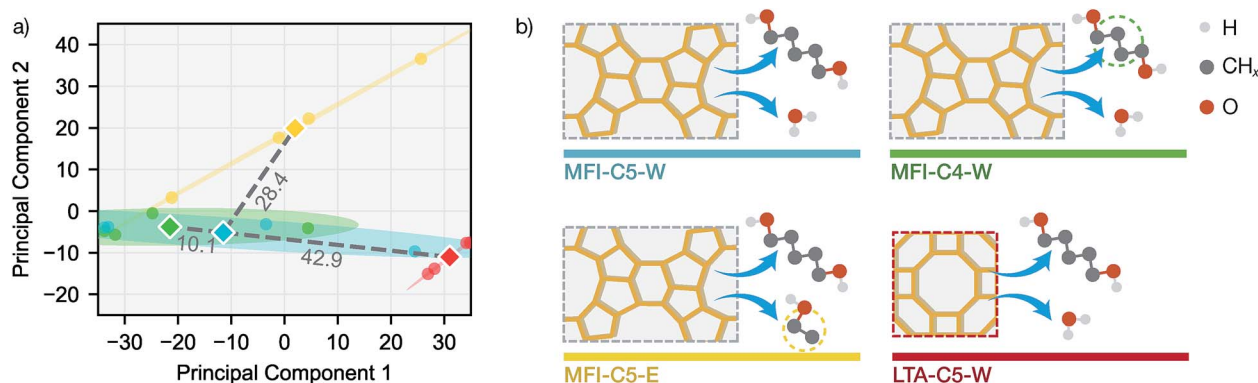 a)
Principal Component 2
40
30
20
10
0
−10
−20
28.4
10.1
42.9
−30 −20 −10 0 10 20 30
Principal Component 1
b)
MFI-C5-W
MFI-C4-W
H
CHx
O
MFI-C5-E
LTA-C5-W